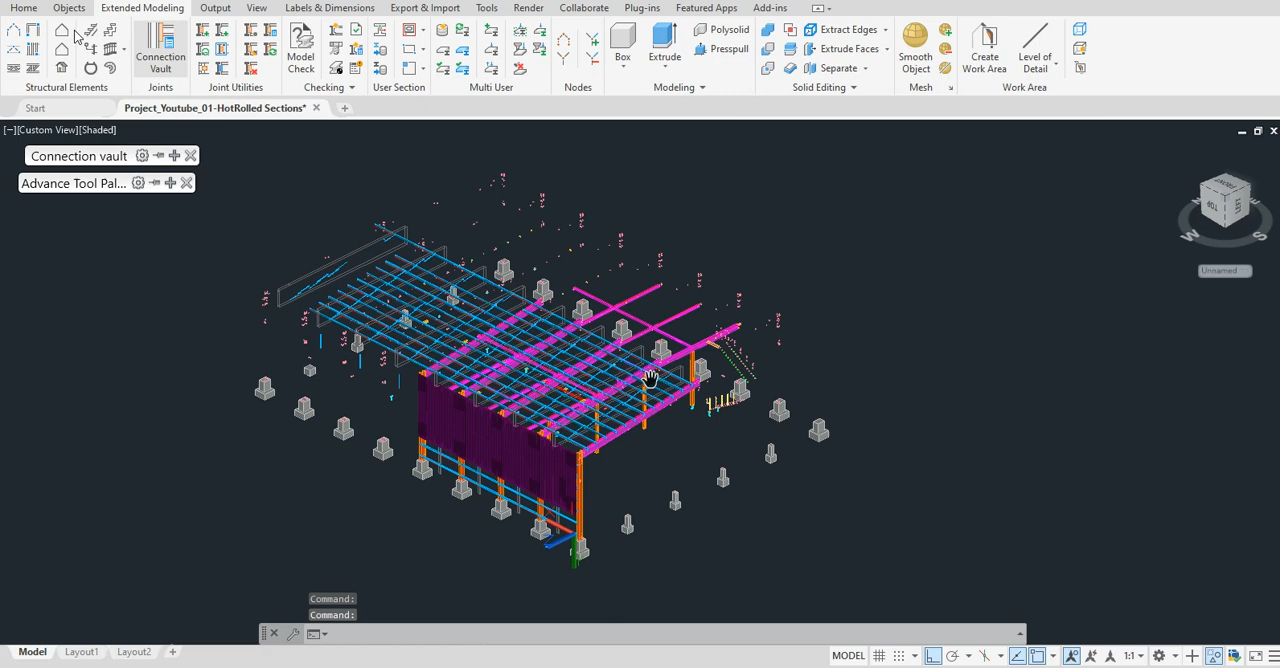 Home Objects Extended Modeling Output View Labels & Dimensions Export & Import Tools Render Collaborate Plug-ins Featured Apps Add-ins
Connection Vault
Model Check
Box
Extrude
Polysolid
Presspull
Extract Edges
Extrude Faces
Separate
Smooth Object
Create Work Area
Level of Detail
Structural Elements Joints Joint Utilities Checking User Section Multi User Nodes Modeling Solid Editing Mesh Work Area
Start Project_Youtube_01-HotRolled Sections*
[−][Custom View][Shaded]
Connection vault
Advance Tool Pal...
TOP
LEFT
FRONT
N
W
S
Unnamed
Command:
Command:
Model Layout1 Layout2
MODEL 1:1